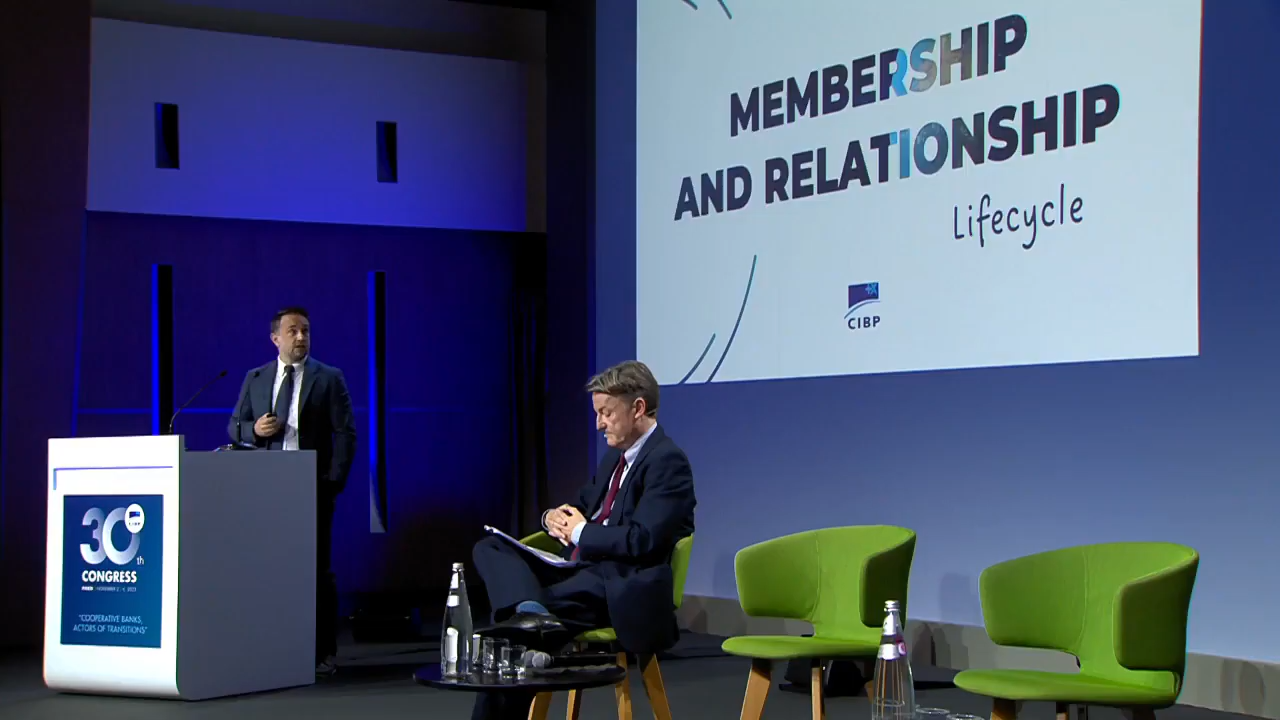 MEMBERSHIP
AND RELATIONSHIP
Lifecycle
CIBP
30th
CONGRESS
"COOPERATIVE BANKS,
ACTORS OF TRANSITIONS"